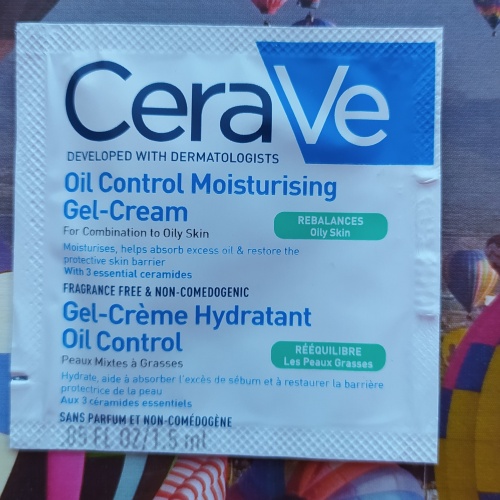 CeraVe
DEVELOPED WITH DERMATOLOGISTS
Oil Control Moisturising
Gel-Cream
For Combination to Oily Skin
REBALANCES
Oily Skin
Moisturises, helps absorb excess oil & restore the
protective skin barrier
With 3 essential ceramides
FRAGRANCE FREE & NON-COMEDOGENIC
Gel-Crème Hydratant
Oil Control
Peaux Mixtes à Grasses
RÉÉQUILIBRE
Les Peaux Grasses
Hydrate, aide à absorber l'excès de sébum et à restaurer la barrière
protectrice de la peau
Aux 3 céramides essentiels
SANS PARFUM ET NON-COMÉDOGÈNE
FL OZ/1.5 ml